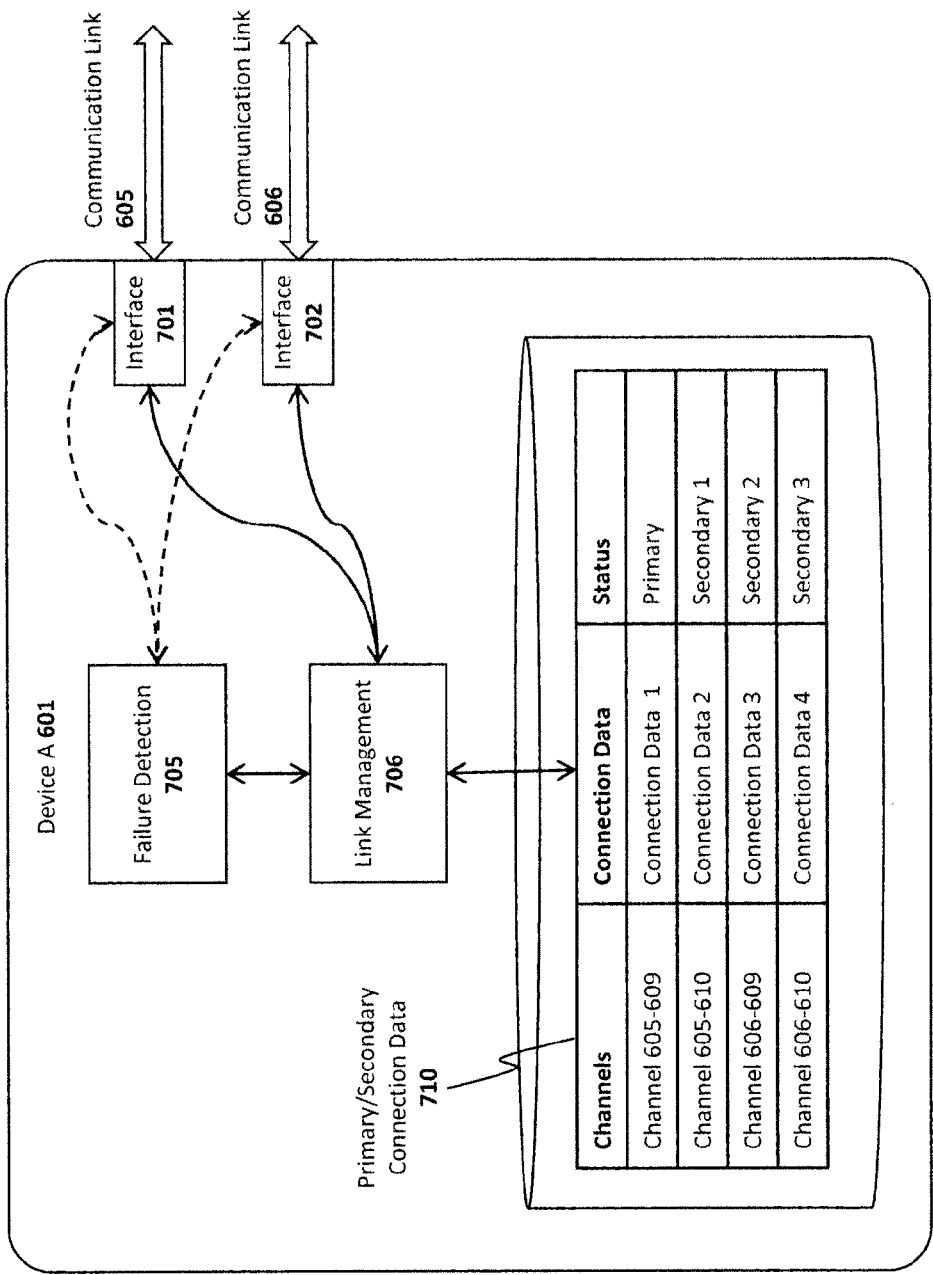 Device A 601
Communication Link
605
Communication Link
606
Failure Detection
705
Interface
701
Link Management
706
Interface
702
Primary/Secondary
Connection Data
710
Channels Connection Data Status
Channel 605-609 Connection Data 1 Primary
Channel 605-610 Connection Data 2 Secondary 1
Channel 606-609 Connection Data 3 Secondary 2
Channel 606-610 Connection Data 4 Secondary 3